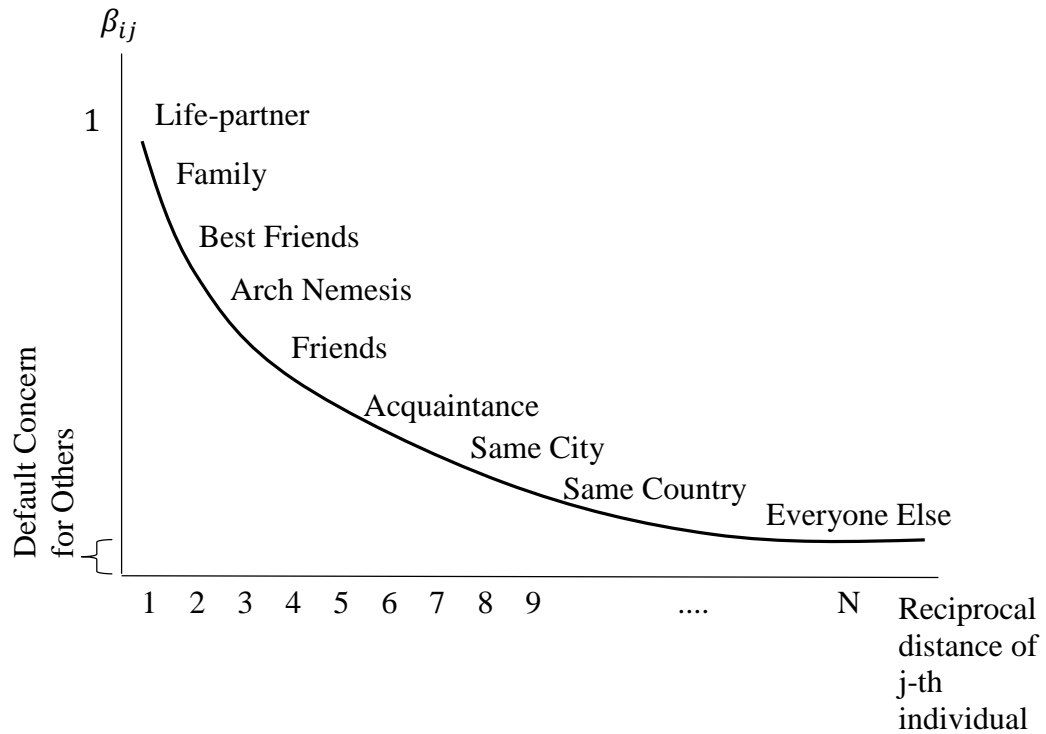 β_ij
1
Life-partner
Family
Best Friends
Arch Nemesis
Friends
Acquaintance
Same City
Same Country
Everyone Else
Default Concern
for Others
1 2 3 4 5 6 7 8 9 .... N
Reciprocal
distance of
j-th
individual